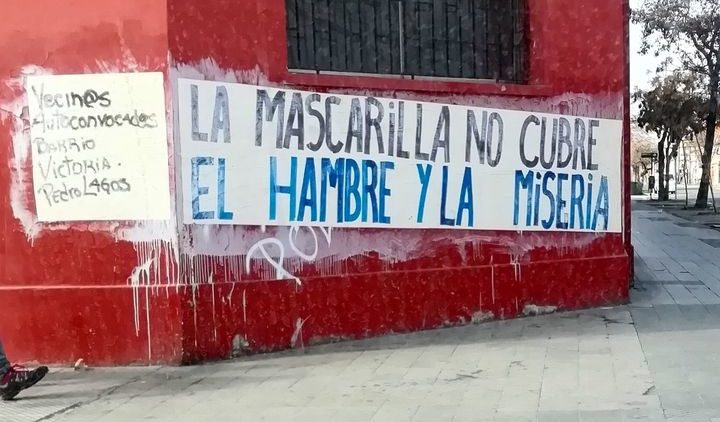 Vecin@s
Autoconvocados
BARRIO
VICTORIA.
PEDRO LAGOS
LA MASCARILLA NO CUBRE
EL HAMBRE Y LA MISERIA